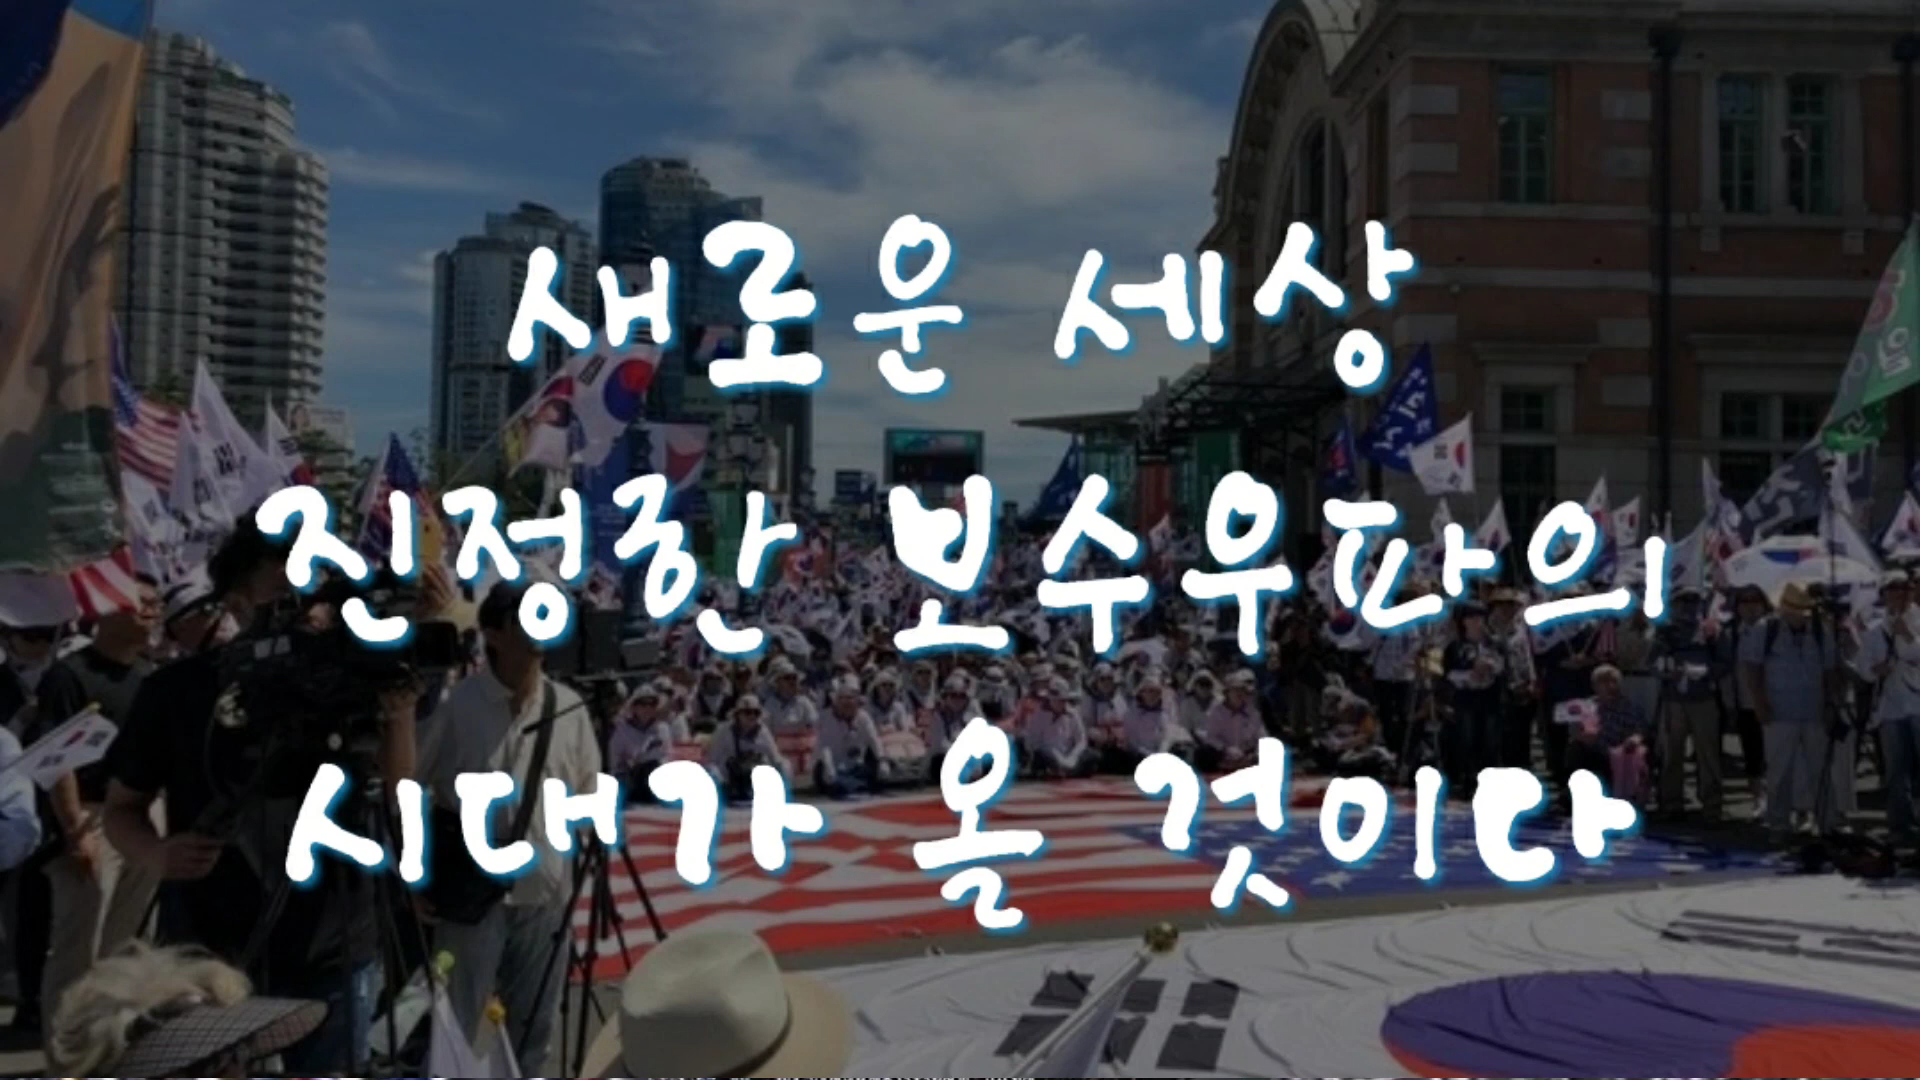 새로운 세상
진정한 보수우파의
시대가 올 것이다